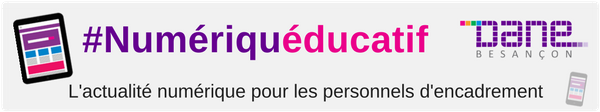 #Numériquéducatif
DANE
BESANÇON
L'actualité numérique pour les personnels d'encadrement